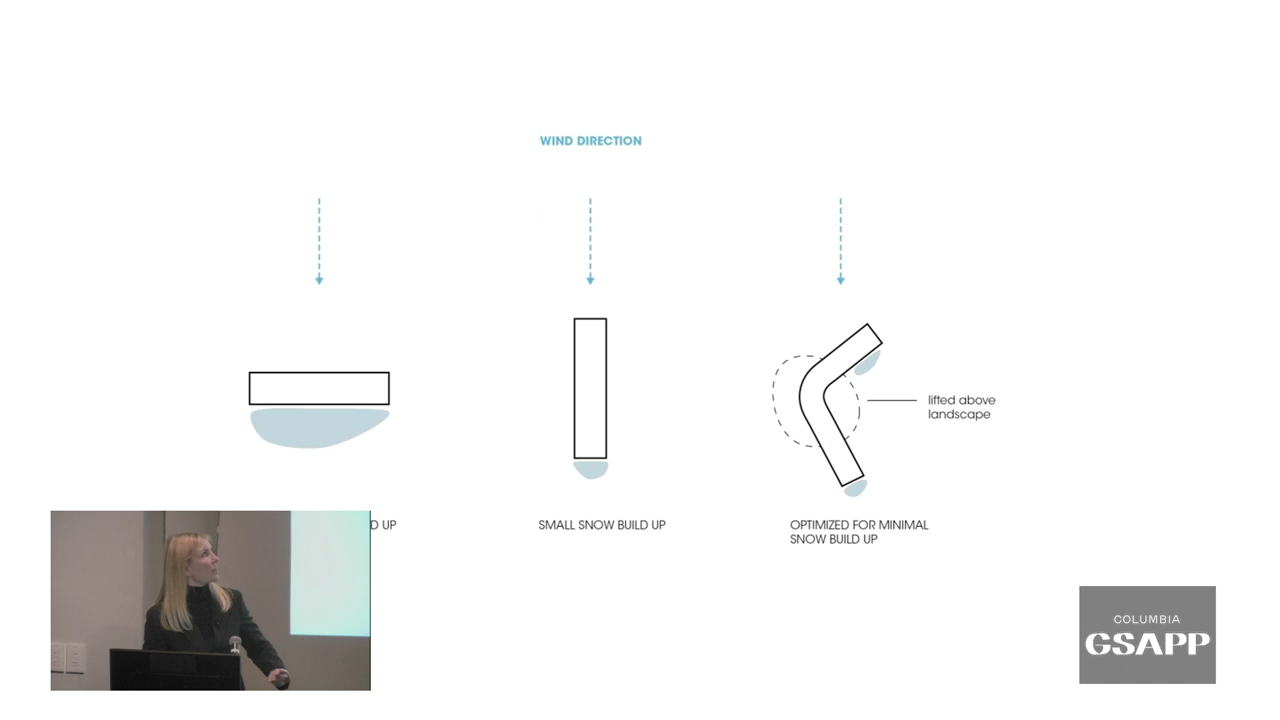 WIND DIRECTION
lifted above
landscape
D UP
SMALL SNOW BUILD UP
OPTIMIZED FOR MINIMAL
SNOW BUILD UP
COLUMBIA
GSAPP